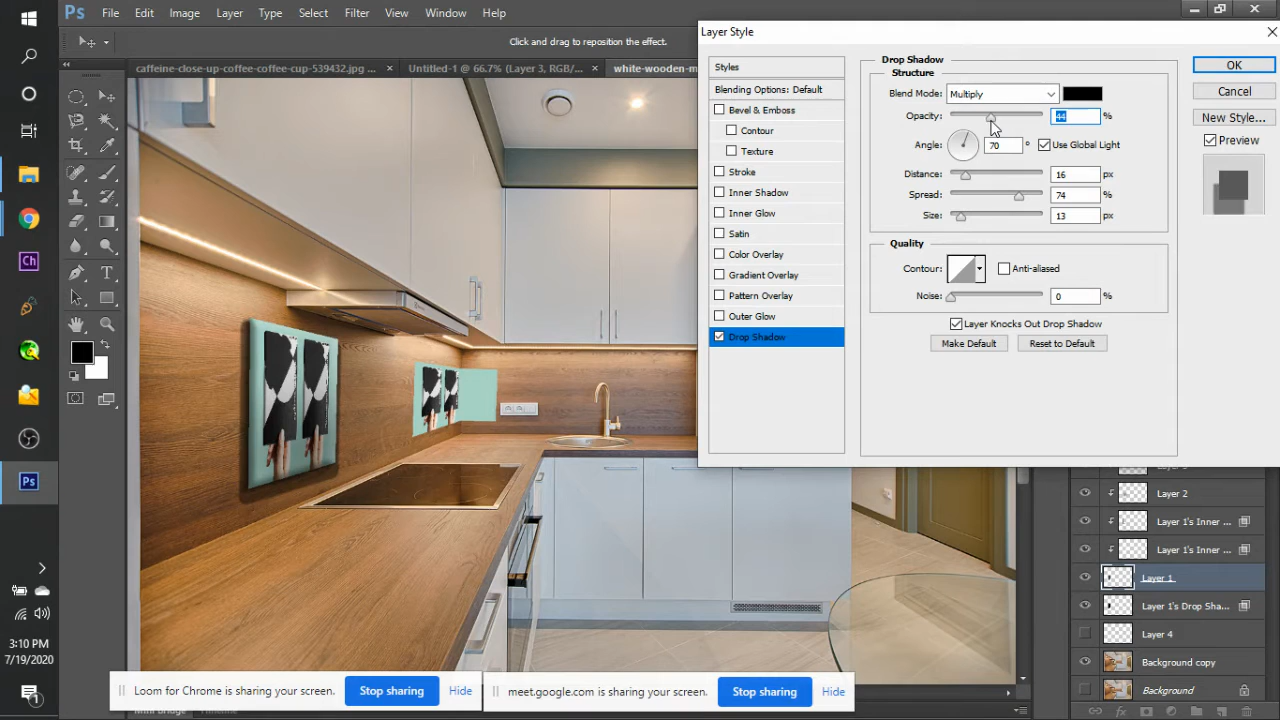 Ps File Edit Image Layer Type Select Filter View Window Help
Click and drag to reposition the effect.
caffeine-close-up-coffee-coffee-cup-539432.jpg ...
Untitled-1 @ 66.7% (Layer 3, RGB/...
white-wooden-m
Layer Style
Styles
Blending Options: Default
Bevel & Emboss
Contour
Texture
Stroke
Inner Shadow
Inner Glow
Satin
Color Overlay
Gradient Overlay
Pattern Overlay
Outer Glow
Drop Shadow
Drop Shadow
Structure
Blend Mode: Multiply
Opacity: 44 %
Angle: 70 ° Use Global Light
Distance: 16 px
Spread: 74 %
Size: 13 px
Quality
Contour: Anti-aliased
Noise: 0 %
Layer Knocks Out Drop Shadow
Make Default Reset to Default
OK
Cancel
New Style...
Preview
Layer 2
Layer 1's Inner ...
Layer 1's Inner ...
Layer 1
Layer 1's Drop Sha...
Layer 4
Background copy
Background
Ch
Ps
3:10 PM
7/19/2020
1
Loom for Chrome is sharing your screen. Stop sharing Hide
meet.google.com is sharing your screen. Stop sharing Hide